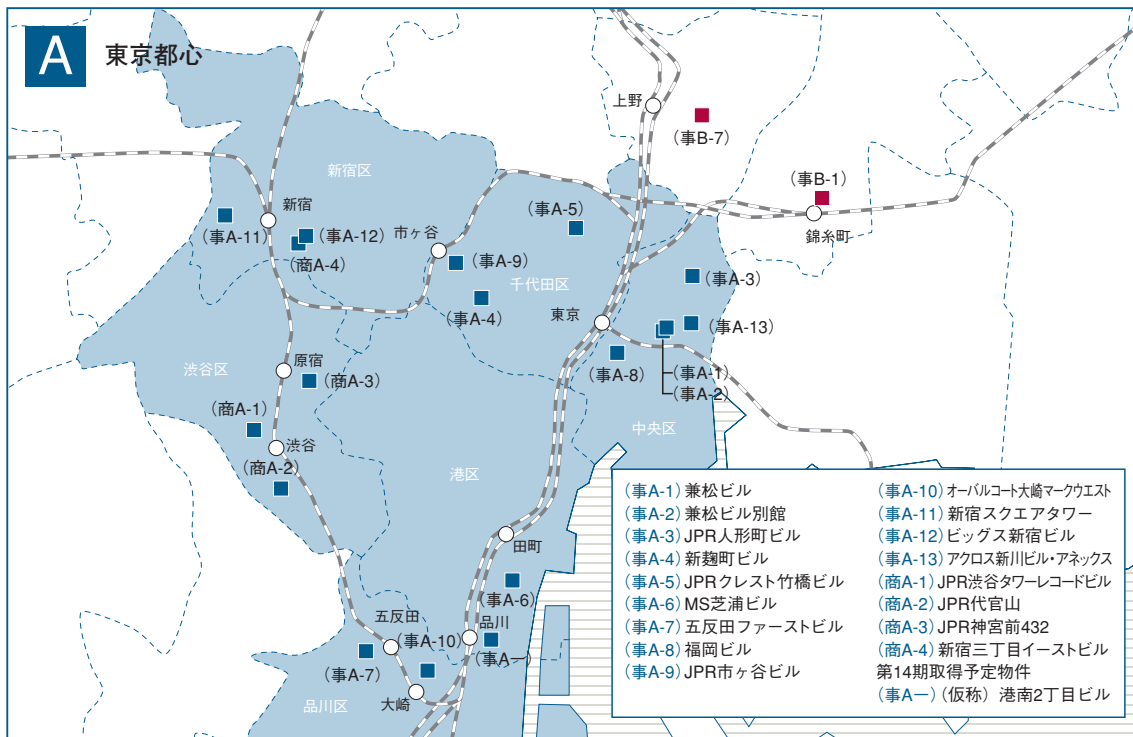 A 東京都心
上野
(事B-7)
新宿区
(事B-1)
新宿
(事A-11)
(事A-12)
(商A-4)
市ヶ谷
(事A-5)
錦糸町
(事A-9)
千代田区
(事A-3)
(事A-4)
東京
(事A-13)
渋谷区
原宿
(商A-3)
(事A-8)
(事A-1)
(事A-2)
(商A-1)
渋谷
中央区
(商A-2)
港区
田町
(事A-6)
五反田
(事A-10)
品川
(事Aー)
(事A-7)
大崎
品川区
(事A-1) 兼松ビル
(事A-2) 兼松ビル別館
(事A-3) JPR人形町ビル
(事A-4) 新麹町ビル
(事A-5) JPRクレスト竹橋ビル
(事A-6) MS芝浦ビル
(事A-7) 五反田ファーストビル
(事A-8) 福岡ビル
(事A-9) JPR市ヶ谷ビル
(事A-10) オーバルコート大崎マークウエスト
(事A-11) 新宿スクエアタワー
(事A-12) ビッグス新宿ビル
(事A-13) アクロス新川ビル・アネックス
(商A-1) JPR渋谷タワーレコードビル
(商A-2) JPR代官山
(商A-3) JPR神宮前432
(商A-4) 新宿三丁目イーストビル
第14期取得予定物件
(事Aー) (仮称) 港南2丁目ビル